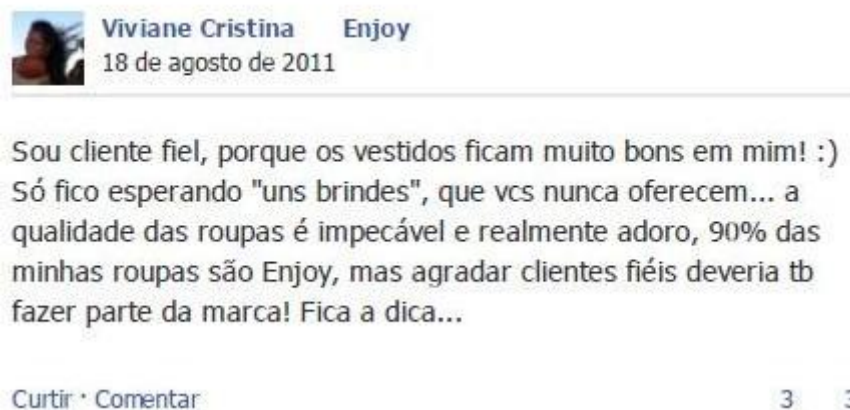 Viviane Cristina Enjoy
18 de agosto de 2011
Sou cliente fiel, porque os vestidos ficam muito bons em mim! :)
Só fico esperando "uns brindes", que vcs nunca oferecem... a
qualidade das roupas é impecável e realmente adoro, 90% das
minhas roupas são Enjoy, mas agradar clientes fiéis deveria tb
fazer parte da marca! Fica a dica...
Curtir · Comentar 3